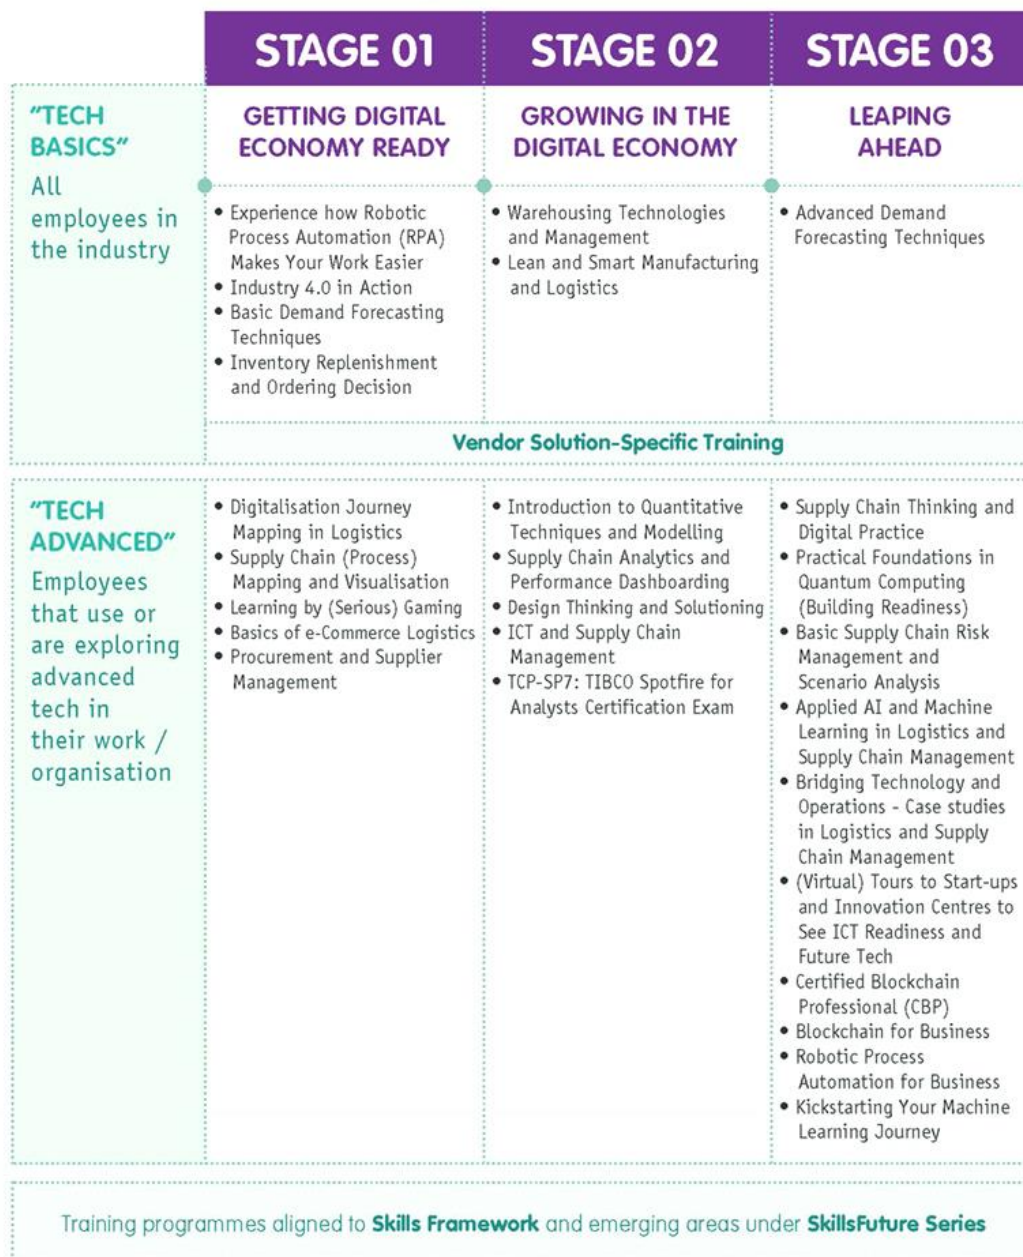 STAGE 01
STAGE 02
STAGE 03
"TECH
BASICS"
All
employees in
the industry
GETTING DIGITAL
ECONOMY READY
GROWING IN THE
DIGITAL ECONOMY
LEAPING
AHEAD
• Experience how Robotic
Process Automation (RPA)
Makes Your Work Easier
• Industry 4.0 in Action
• Basic Demand Forecasting
Techniques
• Inventory Replenishment
and Ordering Decision
• Warehousing Technologies
and Management
• Lean and Smart Manufacturing
and Logistics
• Advanced Demand
Forecasting Techniques
Vendor Solution-Specific Training
"TECH
ADVANCED"
Employees
that use or
are exploring
advanced
tech in
their work /
organisation
• Digitalisation Journey
Mapping in Logistics
• Supply Chain (Process)
Mapping and Visualisation
• Learning by (Serious) Gaming
• Basics of e-Commerce Logistics
• Procurement and Supplier
Management
• Introduction to Quantitative
Techniques and Modelling
• Supply Chain Analytics and
Performance Dashboarding
• Design Thinking and Solutioning
• ICT and Supply Chain
Management
• TCP-SP7: TIBCO Spotfire for
Analysts Certification Exam
• Supply Chain Thinking and
Digital Practice
• Practical Foundations in
Quantum Computing
(Building Readiness)
• Basic Supply Chain Risk
Management and
Scenario Analysis
• Applied AI and Machine
Learning in Logistics and
Supply Chain Management
• Bridging Technology and
Operations - Case studies
in Logistics and Supply
Chain Management
• (Virtual) Tours to Start-ups
and Innovation Centres to
See ICT Readiness and
Future Tech
• Certified Blockchain
Professional (CBP)
• Blockchain for Business
• Robotic Process
Automation for Business
• Kickstarting Your Machine
Learning Journey
Training programmes aligned to Skills Framework and emerging areas under SkillsFuture Series